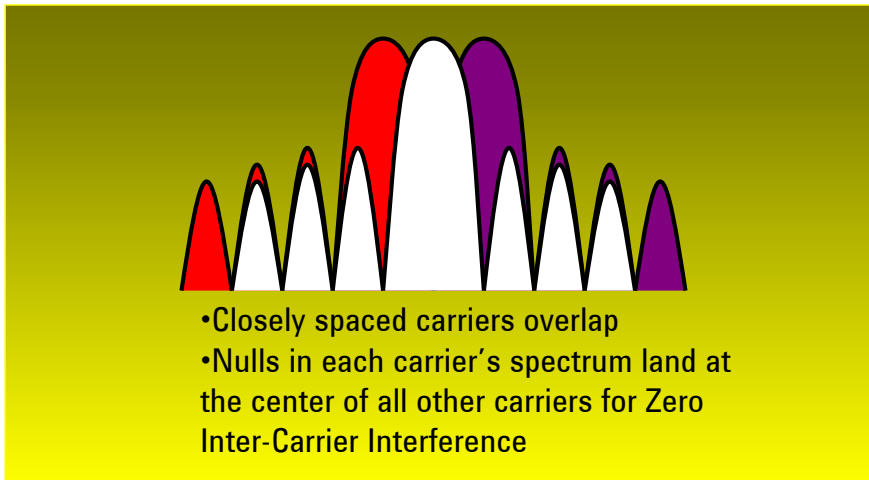 •Closely spaced carriers overlap
•Nulls in each carrier’s spectrum land at
the center of all other carriers for Zero
Inter-Carrier Interference